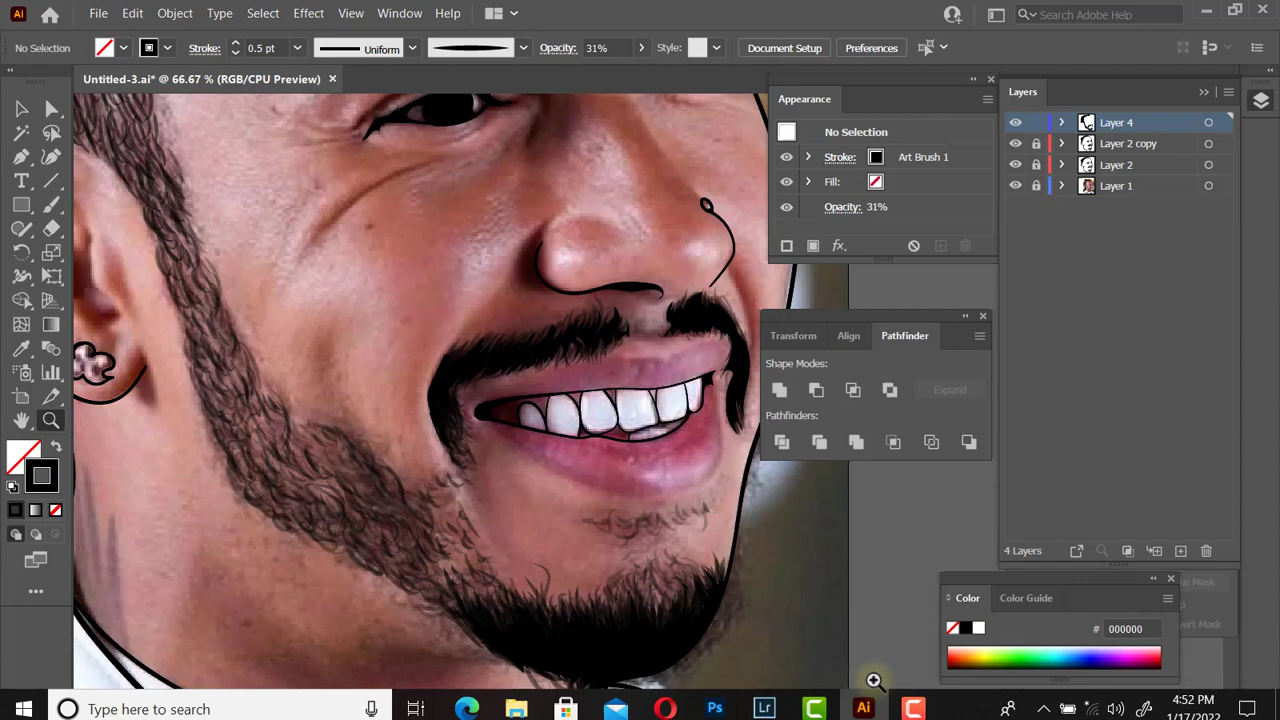 Ai File Edit Object Type Select Effect View Window Help Search Adobe Help
No Selection Stroke: 0.5 pt Uniform Opacity: 31% Style: Document Setup Preferences
Untitled-3.ai* @ 66.67 % (RGB/CPU Preview) ×
Appearance
No Selection
Stroke: Art Brush 1
Fill:
Opacity: 31%
fx
Layers
Layer 4
Layer 2 copy
Layer 2
Layer 1
Transform Align Pathfinder
Shape Modes:
Expand
Pathfinders:
4 Layers
Color Color Guide
# 000000
Type here to search
Ps Lr Ai
4:52 PM